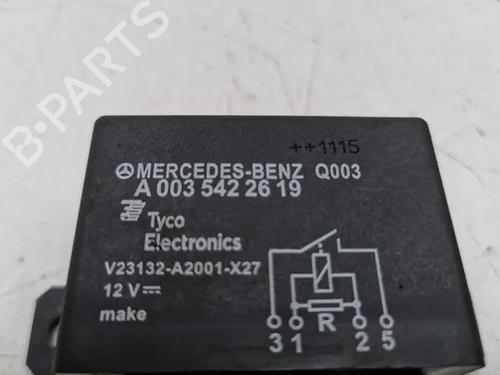 B-PARTS
++1115
MERCEDES-BENZ Q003
A 003 542 26 19
Tyco
Electronics
V23132-A2001-X27
12 V
make
R
3 1 2 5